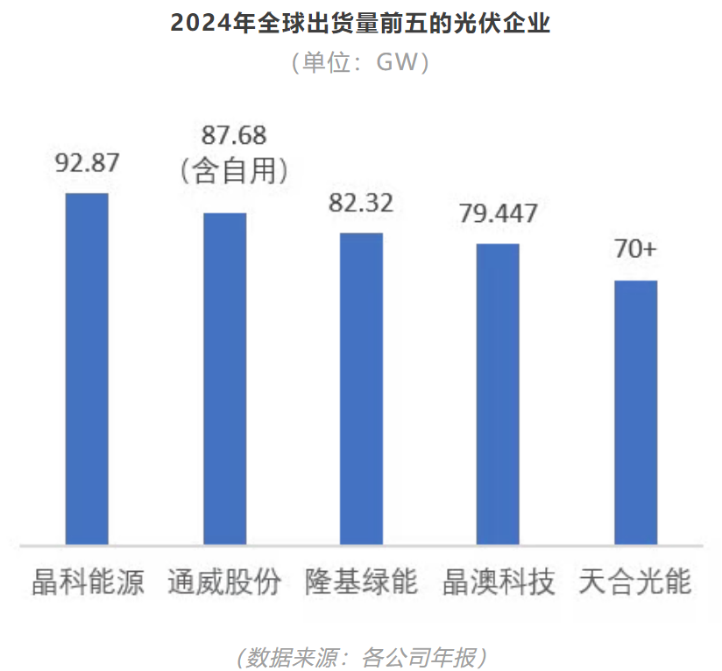 2024年全球出货量前五的光伏企业
（单位：GW）
92.87
87.68
（含自用）
82.32
79.447
70+
晶科能源 通威股份 隆基绿能 晶澳科技 天合光能
（数据来源：各公司年报）